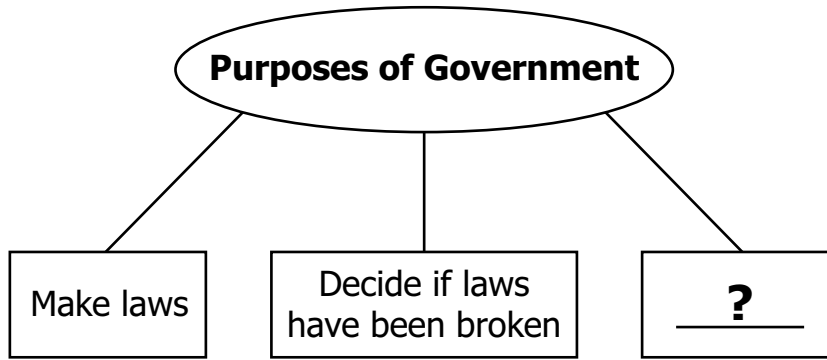 Purposes of Government
Make laws
Decide if laws
have been broken
?